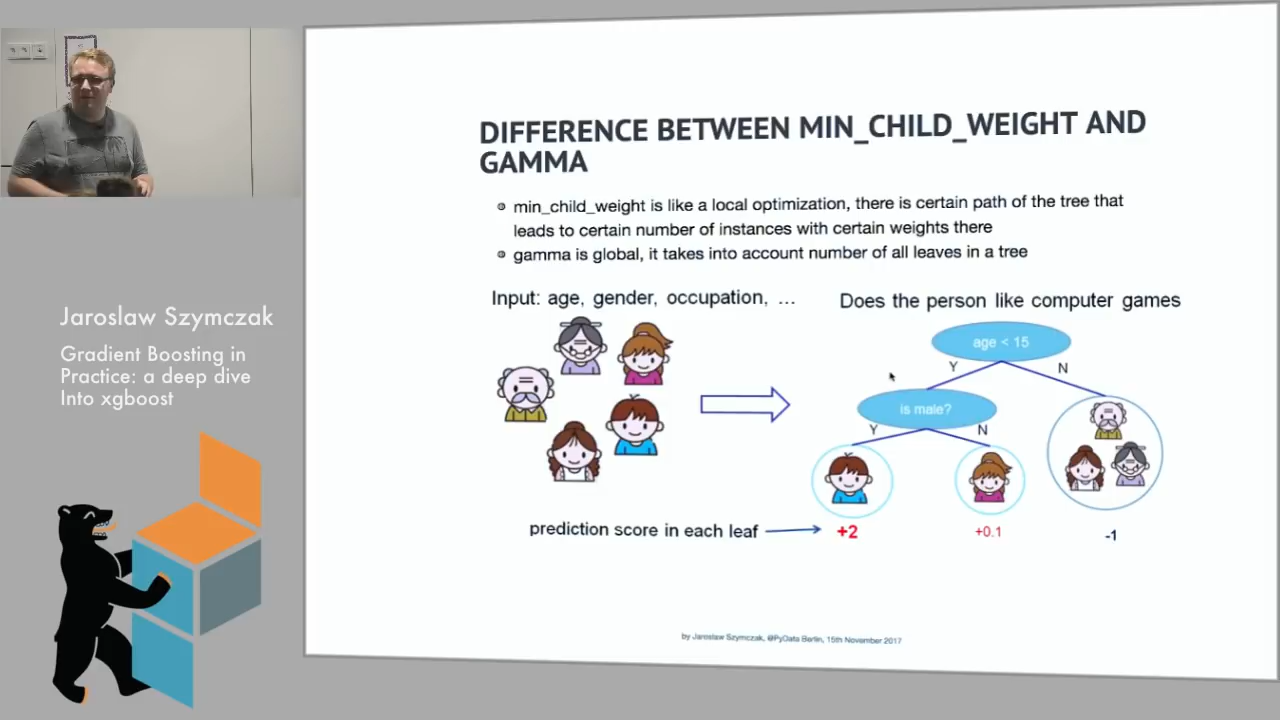 DIFFERENCE BETWEEN MIN_CHILD_WEIGHT AND
GAMMA
min_child_weight is like a local optimization, there is certain path of the tree that
leads to certain number of instances with certain weights there
gamma is global, it takes into account number of all leaves in a tree
Input: age, gender, occupation, …
Does the person like computer games
age < 15
Y
N
is male?
Y
N
prediction score in each leaf
+2
+0.1
-1
by Jaroslaw Szymczak, @PyData Berlin, 15th November 2017
Jaroslaw Szymczak
Gradient Boosting in
Practice: a deep dive
Into xgboost